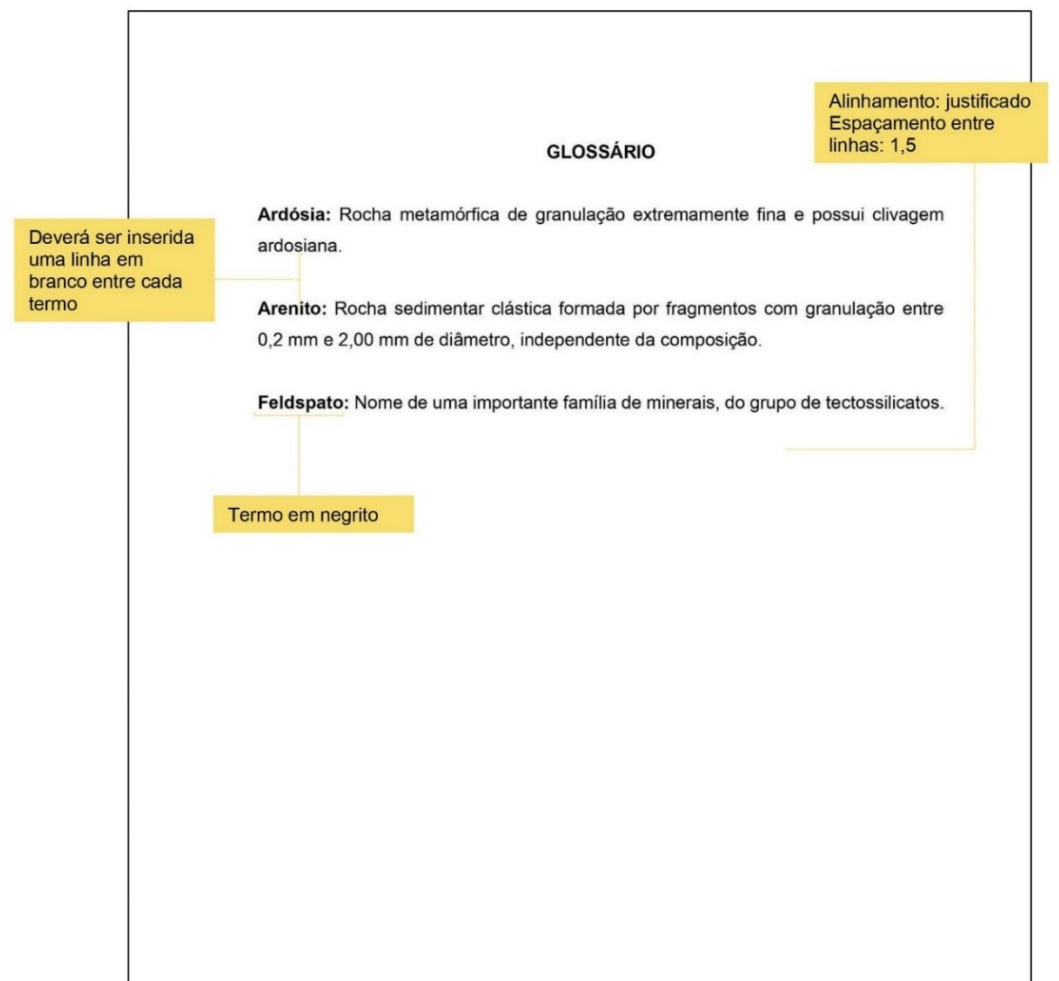 Alinhamento: justificado
Espaçamento entre
linhas: 1,5
GLOSSÁRIO
Ardósia: Rocha metamórfica de granulação extremamente fina e possui clivagem
ardosiana.
Deverá ser inserida
uma linha em
branco entre cada
termo
Arenito: Rocha sedimentar clástica formada por fragmentos com granulação entre
0,2 mm e 2,00 mm de diâmetro, independente da composição.
Feldspato: Nome de uma importante família de minerais, do grupo de tectossilicatos.
Termo em negrito